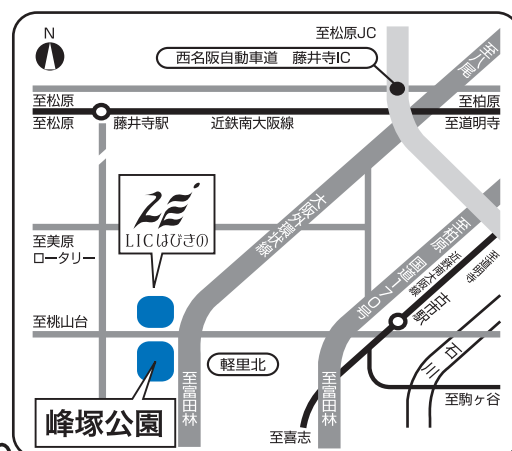 N
至松原JC
西名阪自動車道　藤井寺IC
至八尾
至松原
至柏原
至松原
藤井寺駅
近鉄南大阪線
至道明寺
LICはびきの
大阪外環状線
至美原
ロータリー
至柏原
国道170号
近鉄南大阪線
至道明寺
古市駅
至桃山台
石川
軽里北
峰塚公園
至富田林
至富田林
至駒ヶ谷
至喜志